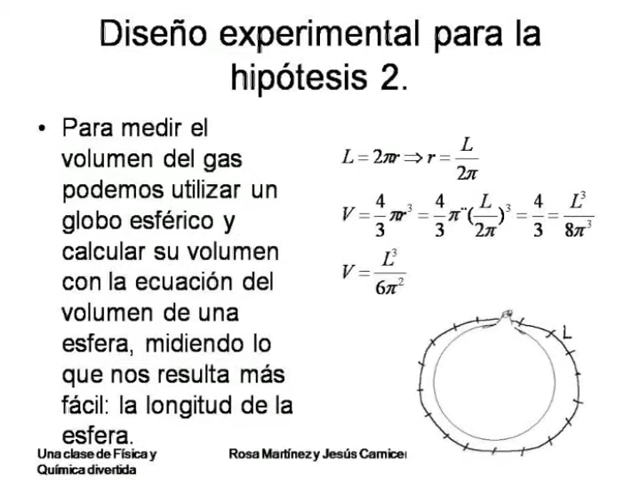 Diseño experimental para la
hipótesis 2.
• Para medir el
volumen del gas
podemos utilizar un
globo esférico y
calcular su volumen
con la ecuación del
volumen de una
esfera, midiendo lo
que nos resulta más
fácil: la longitud de la
esfera.
L = 2πr ⇒ r = L/2π
V = 4/3 πr³ = 4/3 π¨(L/2π)³ = 4/3 = L³/8π³
V = L³/6π²
L
Una clase de Física y
Química divertida
Rosa Martínez y Jesús Carnicer